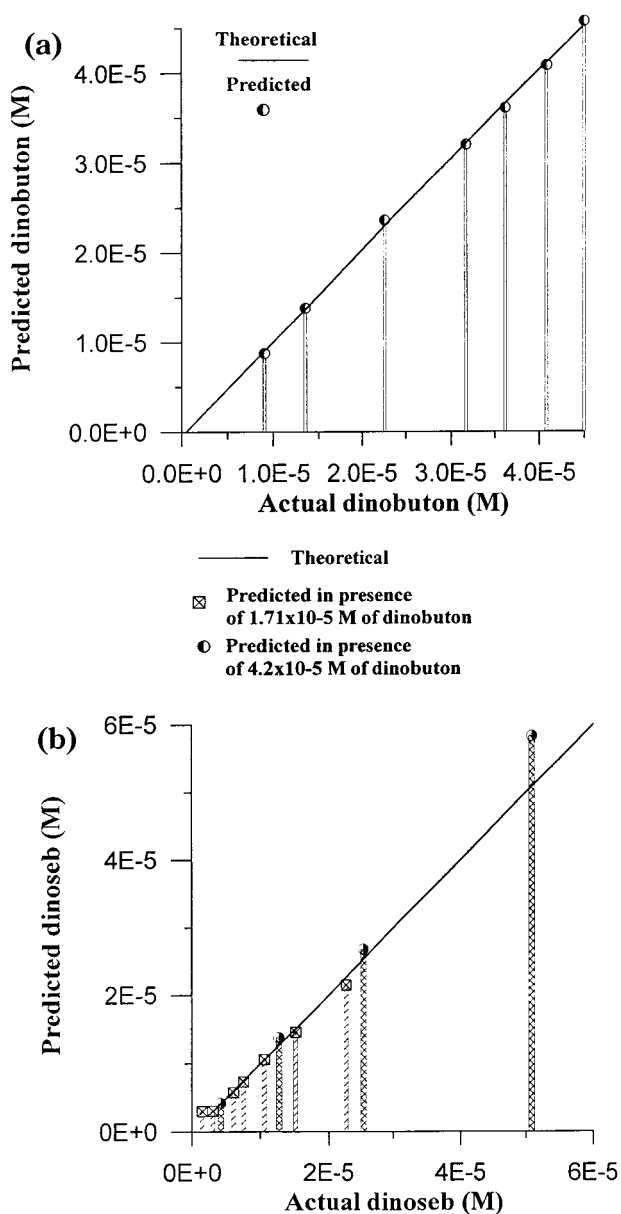 (a)
Theoretical
Predicted
Predicted dinobuton (M)
4.0E-5
3.0E-5
2.0E-5
1.0E-5
0.0E+0
0.0E+0 1.0E-5 2.0E-5 3.0E-5 4.0E-5
Actual dinobuton (M)
Theoretical
Predicted in presence
of 1.71x10-5 M of dinobuton
Predicted in presence
of 4.2x10-5 M of dinobuton
(b)
Predicted dinoseb (M)
6E-5
4E-5
2E-5
0E+0
0E+0 2E-5 4E-5 6E-5
Actual dinoseb (M)